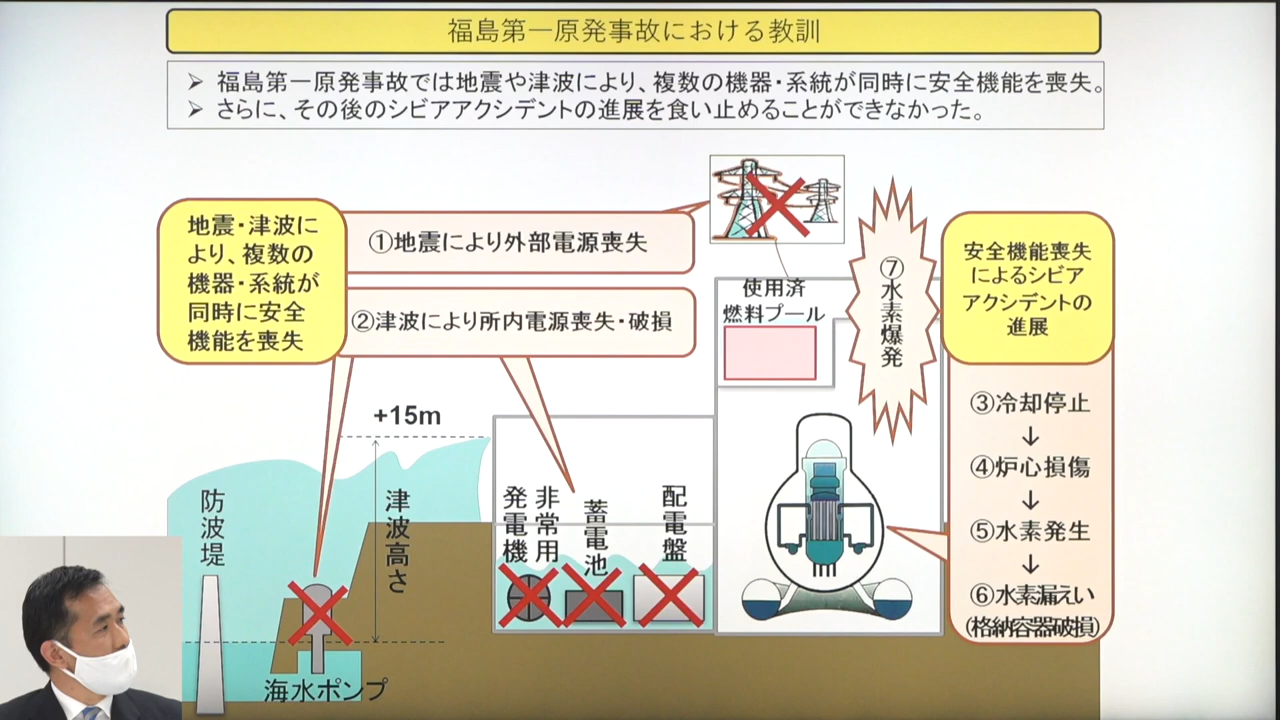 福島第一原発事故における教訓
➢ 福島第一原発事故では地震や津波により、複数の機器・系統が同時に安全機能を喪失。
➢ さらに、その後のシビアアクシデントの進展を食い止めることができなかった。
地震・津波に
より、複数の
機器・系統が
同時に安全
機能を喪失
①地震により外部電源喪失
②津波により所内電源喪失・破損
使用済
燃料プール
⑦水素爆発
安全機能喪失
によるシビア
アクシデントの
進展
③冷却停止
↓
④炉心損傷
↓
⑤水素発生
↓
⑥水素漏えい
(格納容器破損)
+15m
津波高さ
防波堤
海水ポンプ
非常用
発電機
蓄電池
配電盤